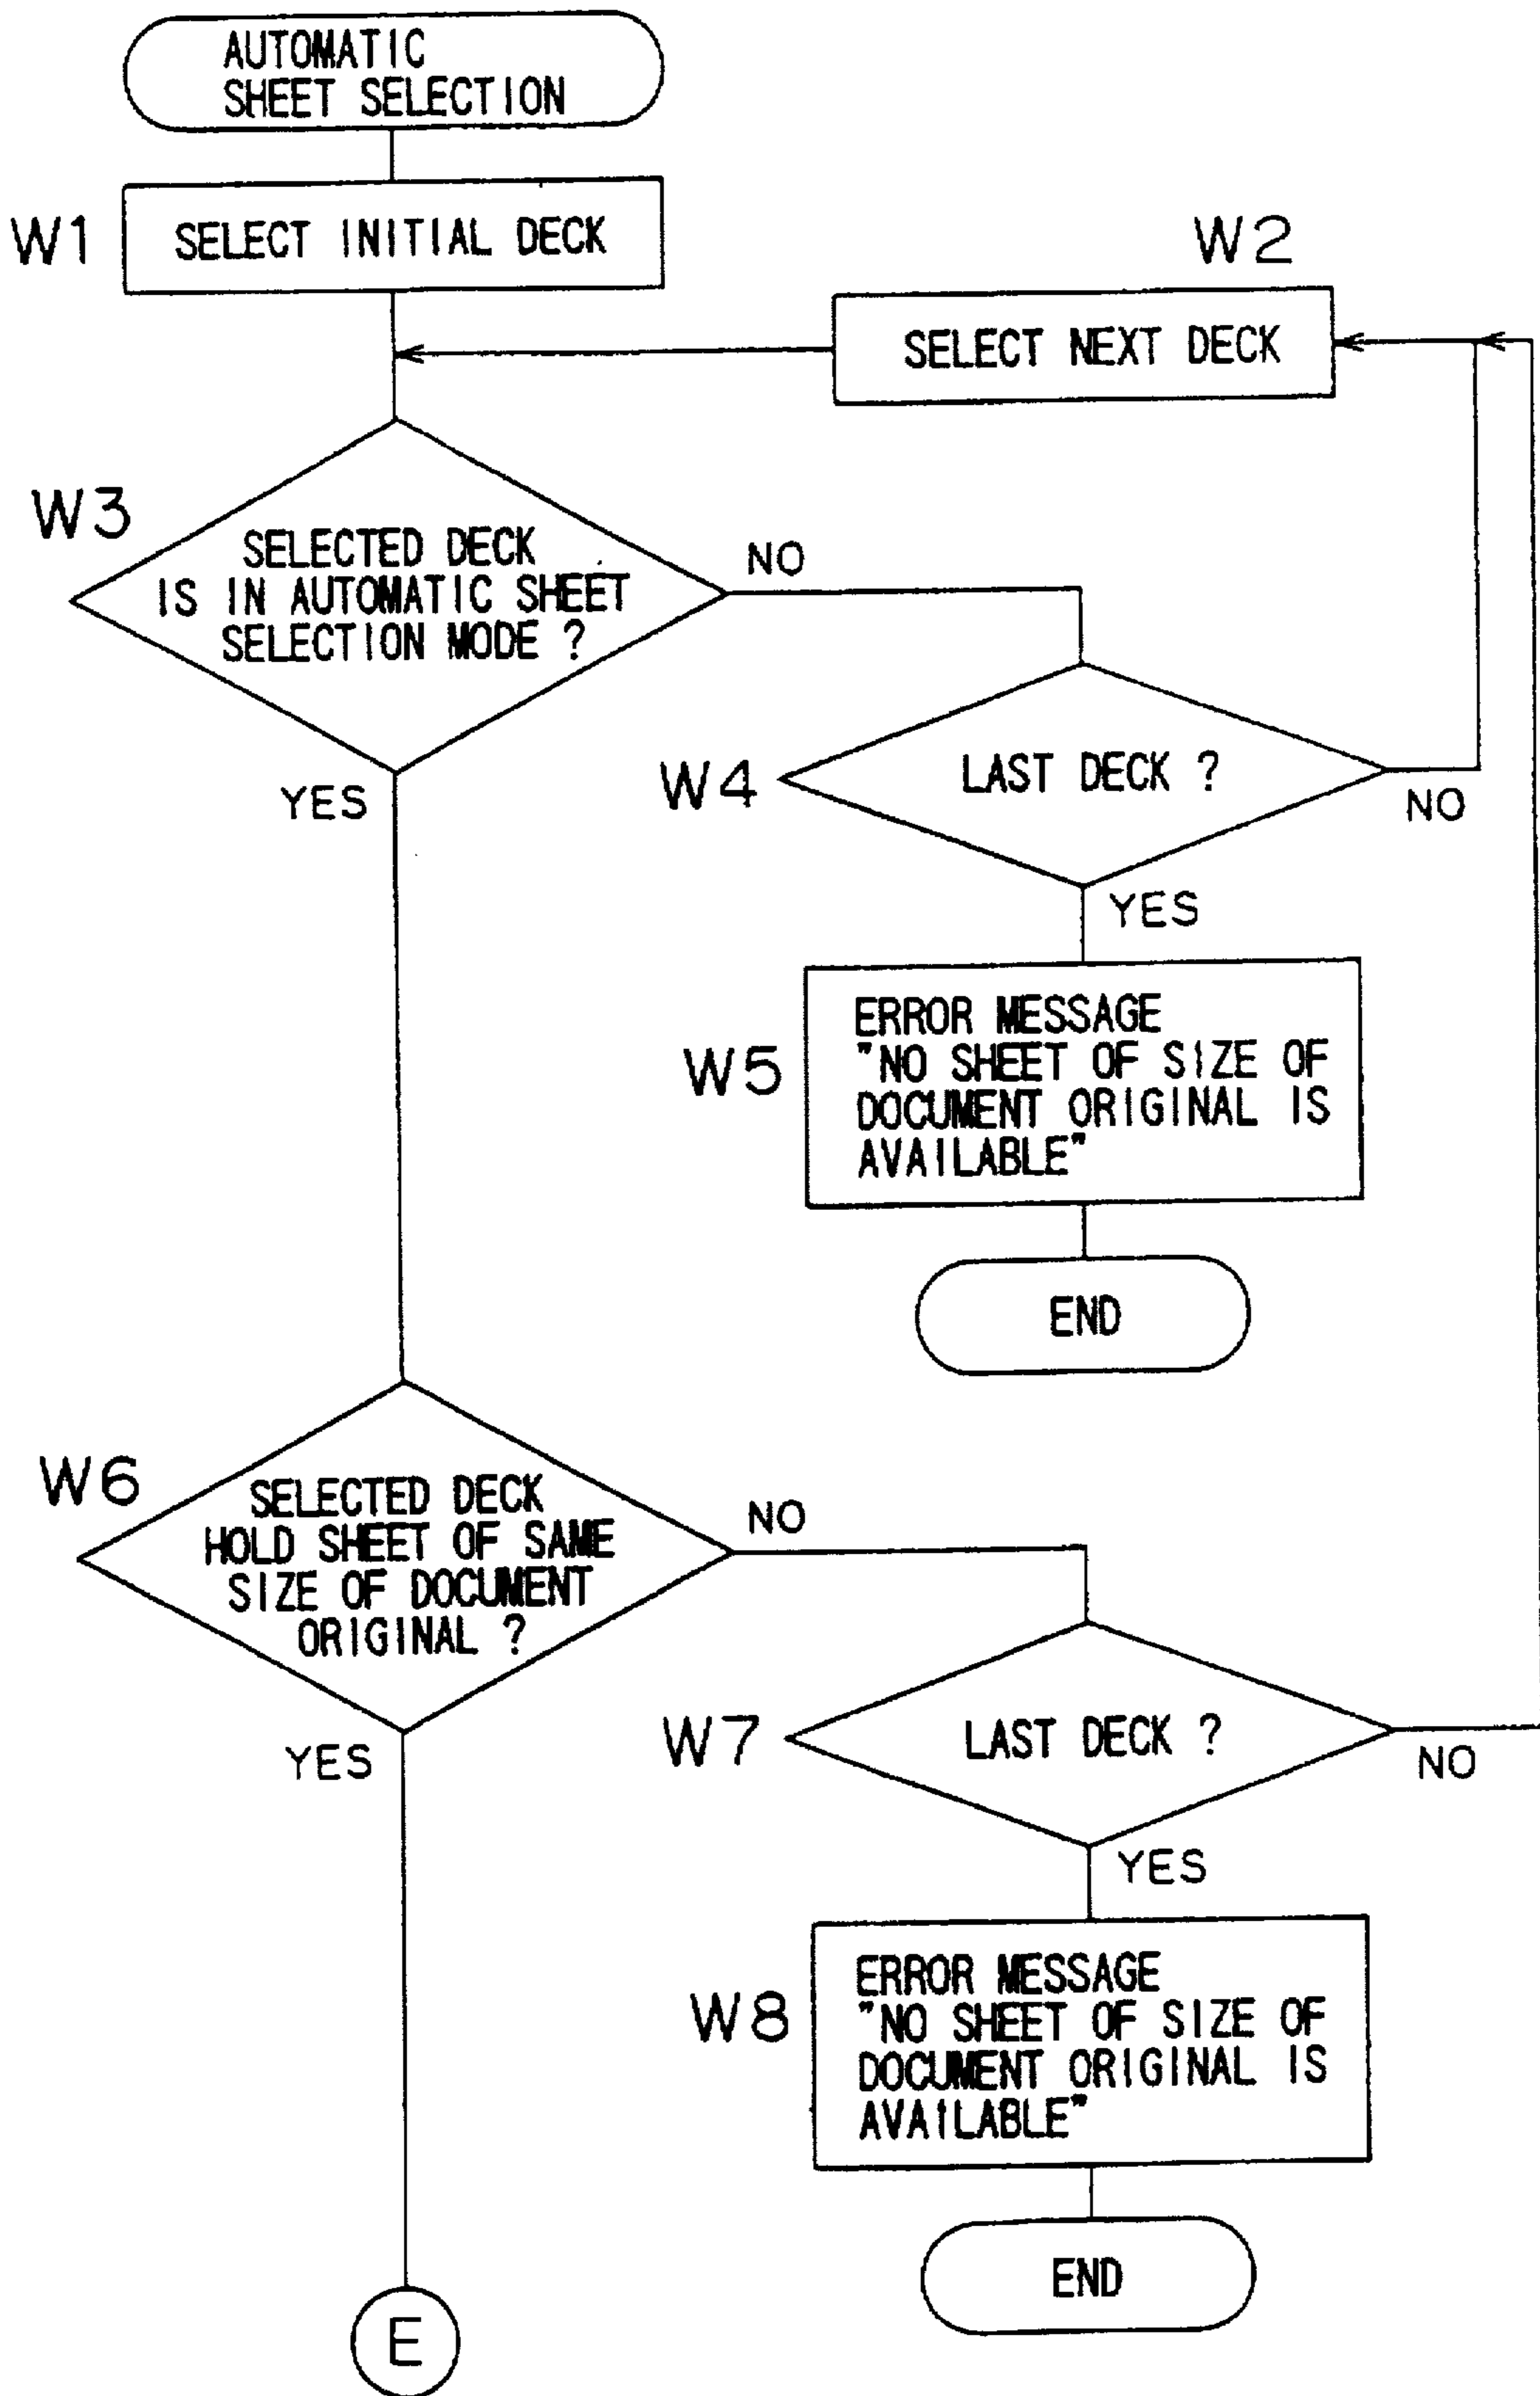 AUTOMATIC
SHEET SELECTION
W1
SELECT INITIAL DECK
W2
SELECT NEXT DECK
W3
SELECTED DECK
IS IN AUTOMATIC SHEET
SELECTION MODE ?
NO
YES
W4
LAST DECK ?
NO
YES
W5
ERROR MESSAGE
"NO SHEET OF SIZE OF
DOCUMENT ORIGINAL IS
AVAILABLE"
END
W6
SELECTED DECK
HOLD SHEET OF SAME
SIZE OF DOCUMENT
ORIGINAL ?
NO
YES
W7
LAST DECK ?
NO
YES
W8
ERROR MESSAGE
"NO SHEET OF SIZE OF
DOCUMENT ORIGINAL IS
AVAILABLE"
END
E